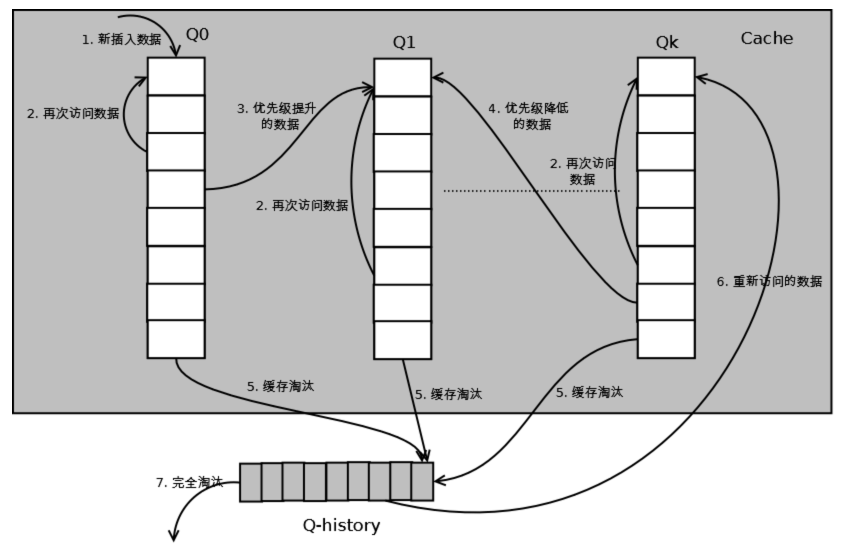 Q0
Q1
Qk
Cache
1. 新插入数据
2. 再次访问数据
3. 优先级提升
的数据
2. 再次访问数据
4. 优先级降低
的数据
2. 再次访问
数据
6. 重新访问的数据
5. 缓存淘汰
5. 缓存淘汰
5. 缓存淘汰
7. 完全淘汰
Q-history